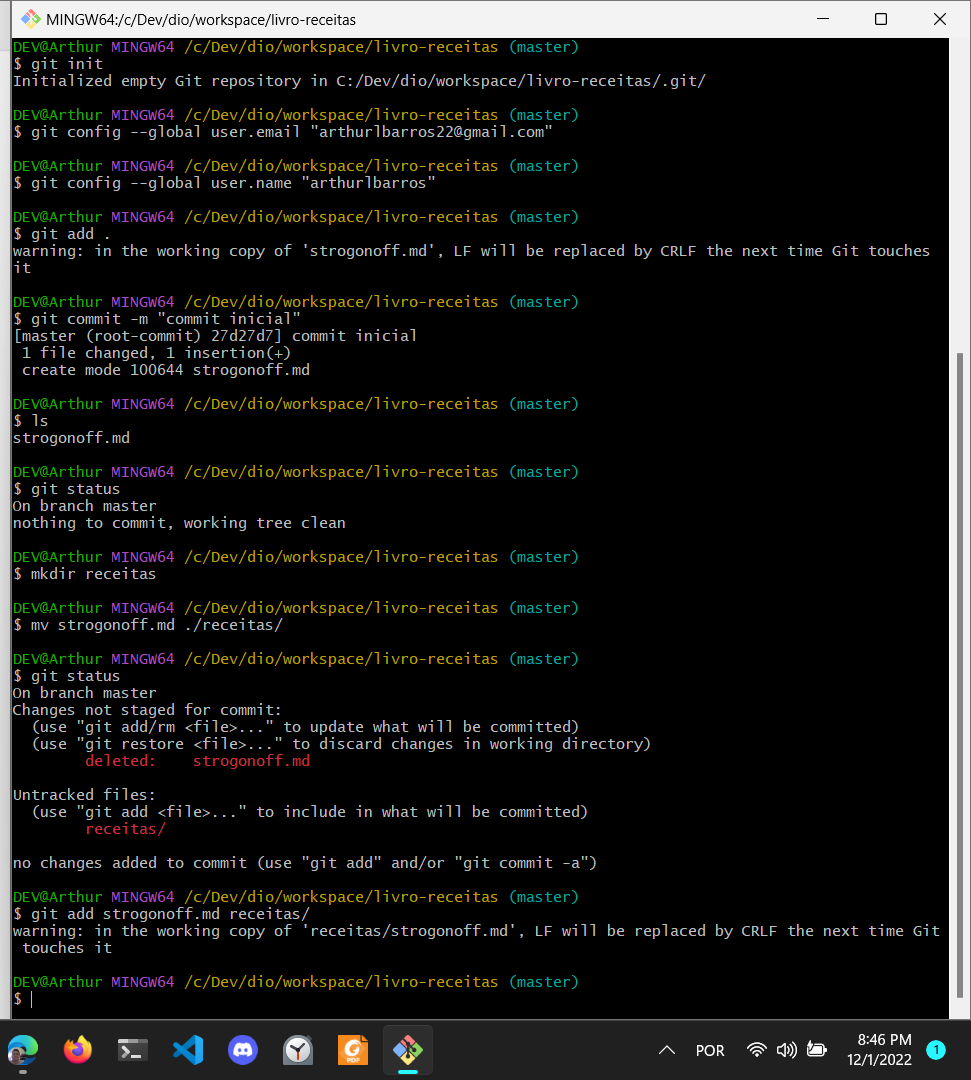 MINGW64:/c/Dev/dio/workspace/livro-receitas
DEV@Arthur MINGW64 /c/Dev/dio/workspace/livro-receitas (master)
$ git init
Initialized empty Git repository in C:/Dev/dio/workspace/livro-receitas/.git/

DEV@Arthur MINGW64 /c/Dev/dio/workspace/livro-receitas (master)
$ git config --global user.email "arthurlbarros22@gmail.com"

DEV@Arthur MINGW64 /c/Dev/dio/workspace/livro-receitas (master)
$ git config --global user.name "arthurlbarros"

DEV@Arthur MINGW64 /c/Dev/dio/workspace/livro-receitas (master)
$ git add .
warning: in the working copy of 'strogonoff.md', LF will be replaced by CRLF the next time Git touches
it

DEV@Arthur MINGW64 /c/Dev/dio/workspace/livro-receitas (master)
$ git commit -m "commit inicial"
[master (root-commit) 27d27d7] commit inicial
 1 file changed, 1 insertion(+)
 create mode 100644 strogonoff.md

DEV@Arthur MINGW64 /c/Dev/dio/workspace/livro-receitas (master)
$ ls
strogonoff.md

DEV@Arthur MINGW64 /c/Dev/dio/workspace/livro-receitas (master)
$ git status
On branch master
nothing to commit, working tree clean

DEV@Arthur MINGW64 /c/Dev/dio/workspace/livro-receitas (master)
$ mkdir receitas

DEV@Arthur MINGW64 /c/Dev/dio/workspace/livro-receitas (master)
$ mv strogonoff.md ./receitas/

DEV@Arthur MINGW64 /c/Dev/dio/workspace/livro-receitas (master)
$ git status
On branch master
Changes not staged for commit:
  (use "git add/rm <file>..." to update what will be committed)
  (use "git restore <file>..." to discard changes in working directory)
        deleted:    strogonoff.md

Untracked files:
  (use "git add <file>..." to include in what will be committed)
        receitas/

no changes added to commit (use "git add" and/or "git commit -a")

DEV@Arthur MINGW64 /c/Dev/dio/workspace/livro-receitas (master)
$ git add strogonoff.md receitas/
warning: in the working copy of 'receitas/strogonoff.md', LF will be replaced by CRLF the next time Git
 touches it

DEV@Arthur MINGW64 /c/Dev/dio/workspace/livro-receitas (master)
$
PDF
POR
8:46 PM
12/1/2022
1